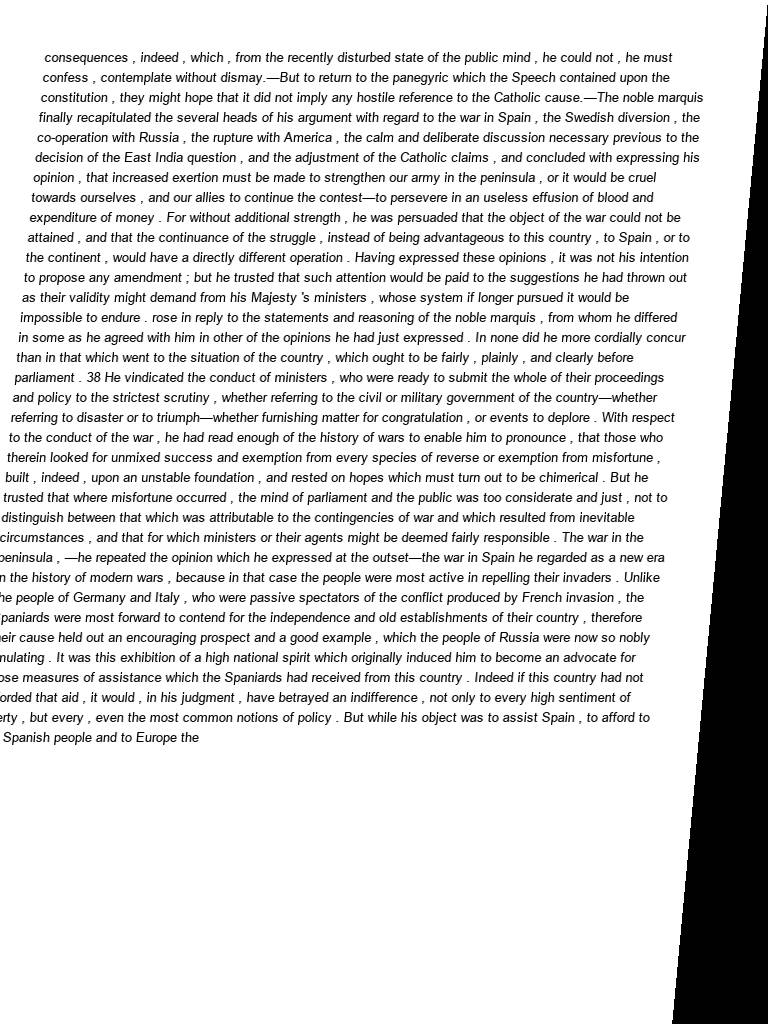 consequences , indeed , which , from the recently disturbed state of the public mind , he could not , he must
confess , contemplate without dismay.—But to return to the panegyric which the Speech contained upon the
constitution , they might hope that it did not imply any hostile reference to the Catholic cause.—The noble marquis
finally recapitulated the several heads of his argument with regard to the war in Spain , the Swedish diversion , the
co-operation with Russia , the rupture with America , the calm and deliberate discussion necessary previous to the
decision of the East India question , and the adjustment of the Catholic claims , and concluded with expressing his
opinion , that increased exertion must be made to strengthen our army in the peninsula , or it would be cruel
towards ourselves , and our allies to continue the contest—to persevere in an useless effusion of blood and
expenditure of money . For without additional strength , he was persuaded that the object of the war could not be
attained , and that the continuance of the struggle , instead of being advantageous to this country , to Spain , or to
the continent , would have a directly different operation . Having expressed these opinions , it was not his intention
to propose any amendment ; but he trusted that such attention would be paid to the suggestions he had thrown out
as their validity might demand from his Majesty 's ministers , whose system if longer pursued it would be
impossible to endure . rose in reply to the statements and reasoning of the noble marquis , from whom he differed
in some as he agreed with him in other of the opinions he had just expressed . In none did he more cordially concur
than in that which went to the situation of the country , which ought to be fairly , plainly , and clearly before
parliament . 38 He vindicated the conduct of ministers , who were ready to submit the whole of their proceedings
and policy to the strictest scrutiny , whether referring to the civil or military government of the country—whether
referring to disaster or to triumph—whether furnishing matter for congratulation , or events to deplore . With respect
to the conduct of the war , he had read enough of the history of wars to enable him to pronounce , that those who
therein looked for unmixed success and exemption from every species of reverse or exemption from misfortune ,
built , indeed , upon an unstable foundation , and rested on hopes which must turn out to be chimerical . But he
trusted that where misfortune occurred , the mind of parliament and the public was too considerate and just , not to
distinguish between that which was attributable to the contingencies of war and which resulted from inevitable
circumstances , and that for which ministers or their agents might be deemed fairly responsible . The war in the
peninsula , —he repeated the opinion which he expressed at the outset—the war in Spain he regarded as a new era
the history of modern wars , because in that case the people were most active in repelling their invaders . Unlike
people of Germany and Italy , who were passive spectators of the conflict produced by French invasion , the
were most forward to contend for the independence and old establishments of their country , therefore
cause held out an encouraging prospect and a good example , which the people of Russia were now so nobly
. It was this exhibition of a high national spirit which originally induced him to become an advocate for
measures of assistance which the Spaniards had received from this country . Indeed if this country had not
that aid , it would , in his judgment , have betrayed an indifference , not only to every high sentiment of
, but every , even the most common notions of policy . But while his object was to assist Spain , to afford to
Spanish people and to Europe the